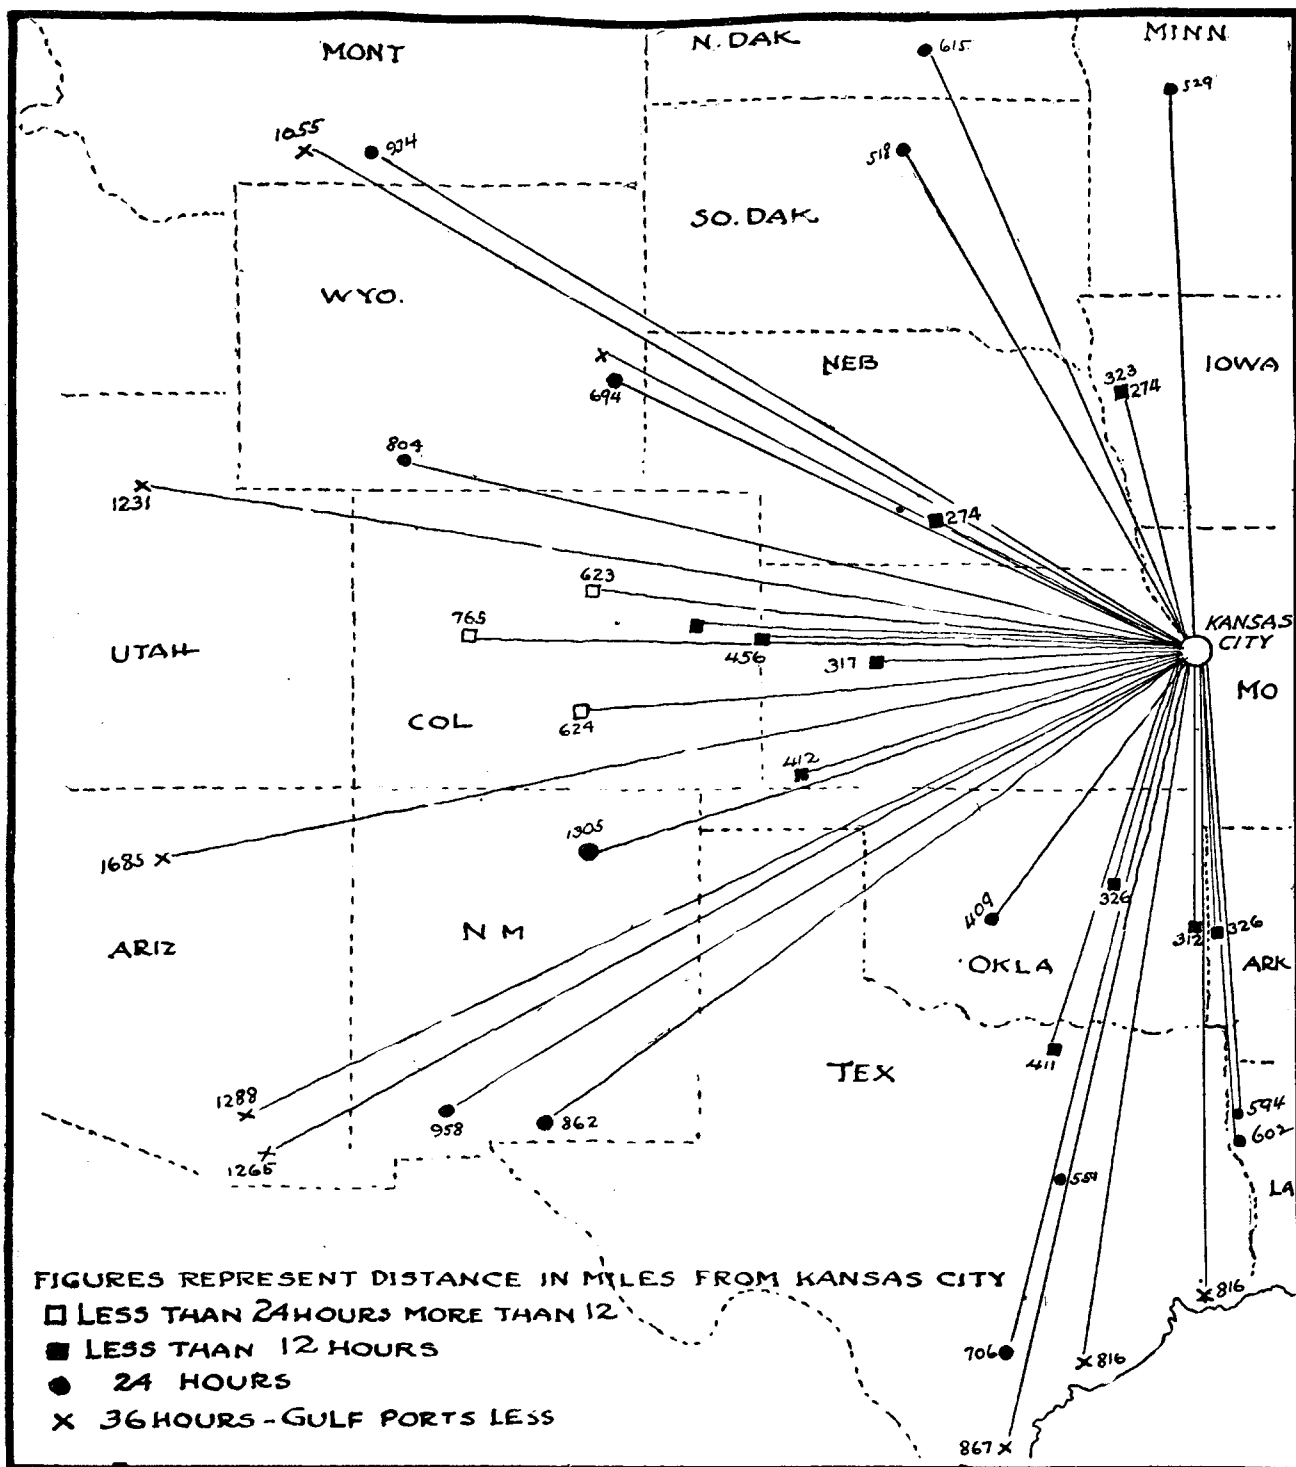 MONT
N. DAK
615
MINN
529
1055
934
518
SO. DAK
WYO.
NEB
IOWA
323
274
694
804
1231
274
623
765
KANSAS
CITY
UTAH
456
317
MO
COL
624
412
1305
1685
409
326
ARIZ
N M
312
326
OKLA
ARK
411
TEX
1288
958
862
594
602
1265
LA
FIGURES REPRESENT DISTANCE IN MILES FROM KANSAS CITY
816
LESS THAN 24 HOURS MORE THAN 12
LESS THAN 12 HOURS
706
816
24 HOURS
36 HOURS - GULF PORTS LESS
867